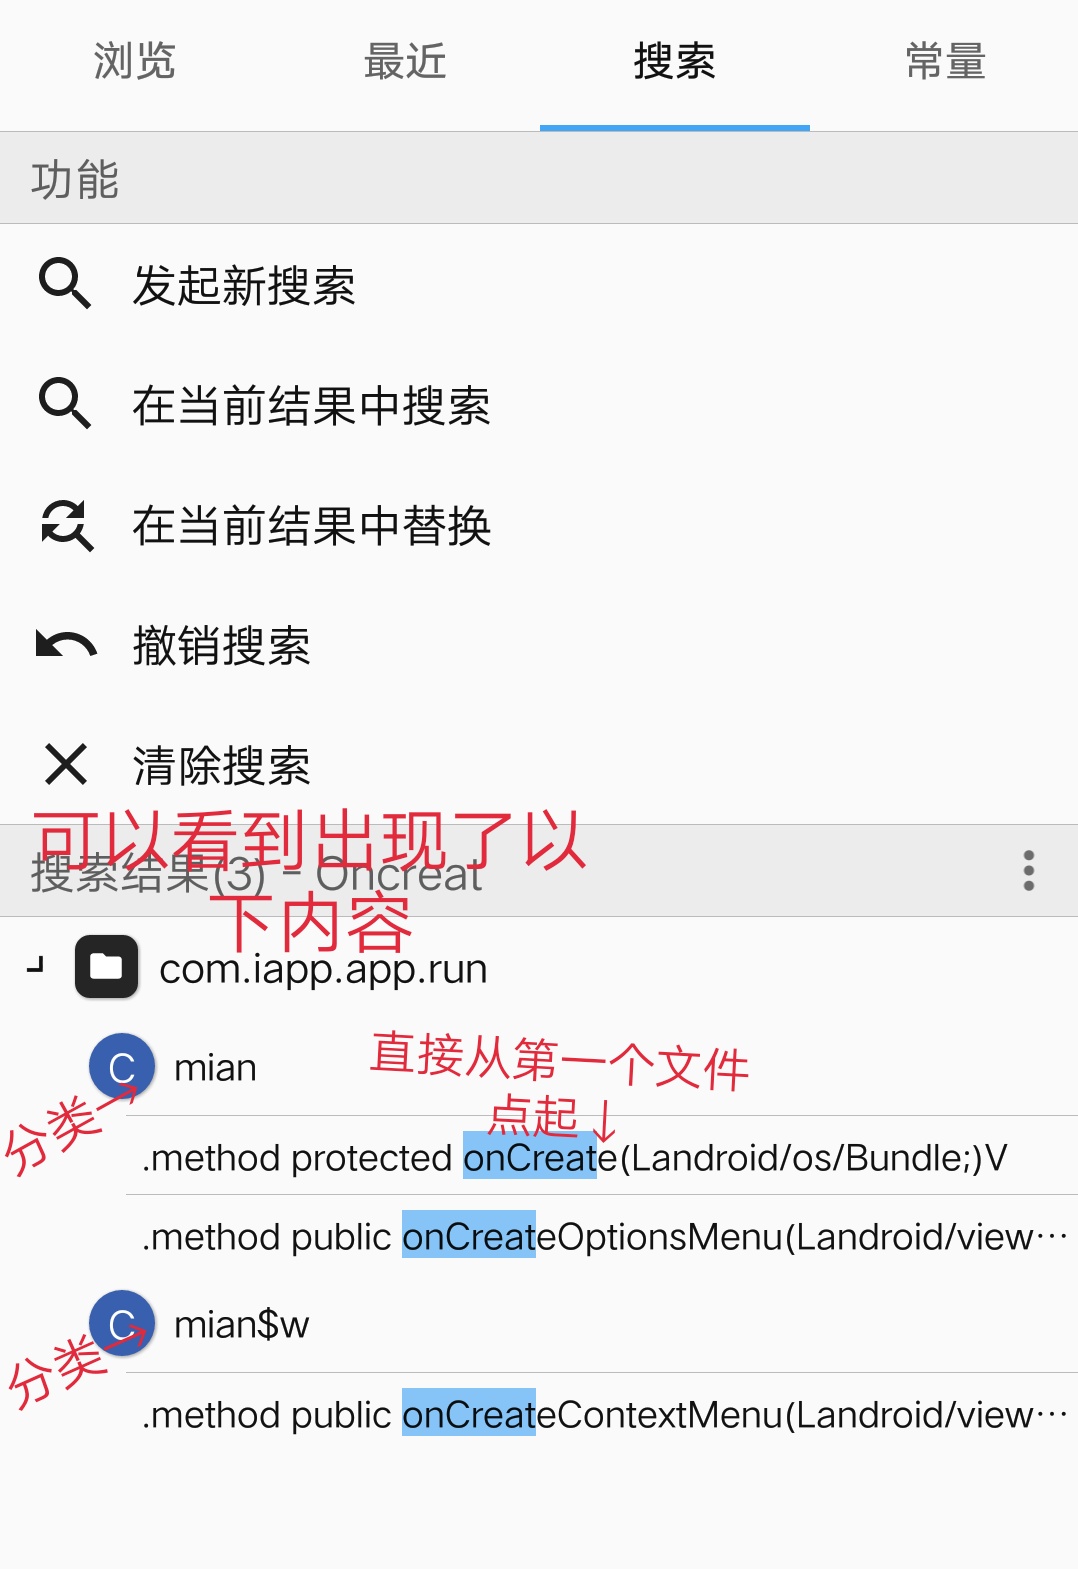 浏览 最近 搜索 常量
功能
发起新搜索
在当前结果中搜索
在当前结果中替换
撤销搜索
清除搜索
可以看到出现了以
下内容
搜索结果(3) - Oncreat
com.iapp.app.run
C mian
直接从第一个文件
点起↓
分类→
.method protected onCreate(Landroid/os/Bundle;)V
.method public onCreateOptionsMenu(Landroid/view···
C mian$w
分类→
.method public onCreateContextMenu(Landroid/view···